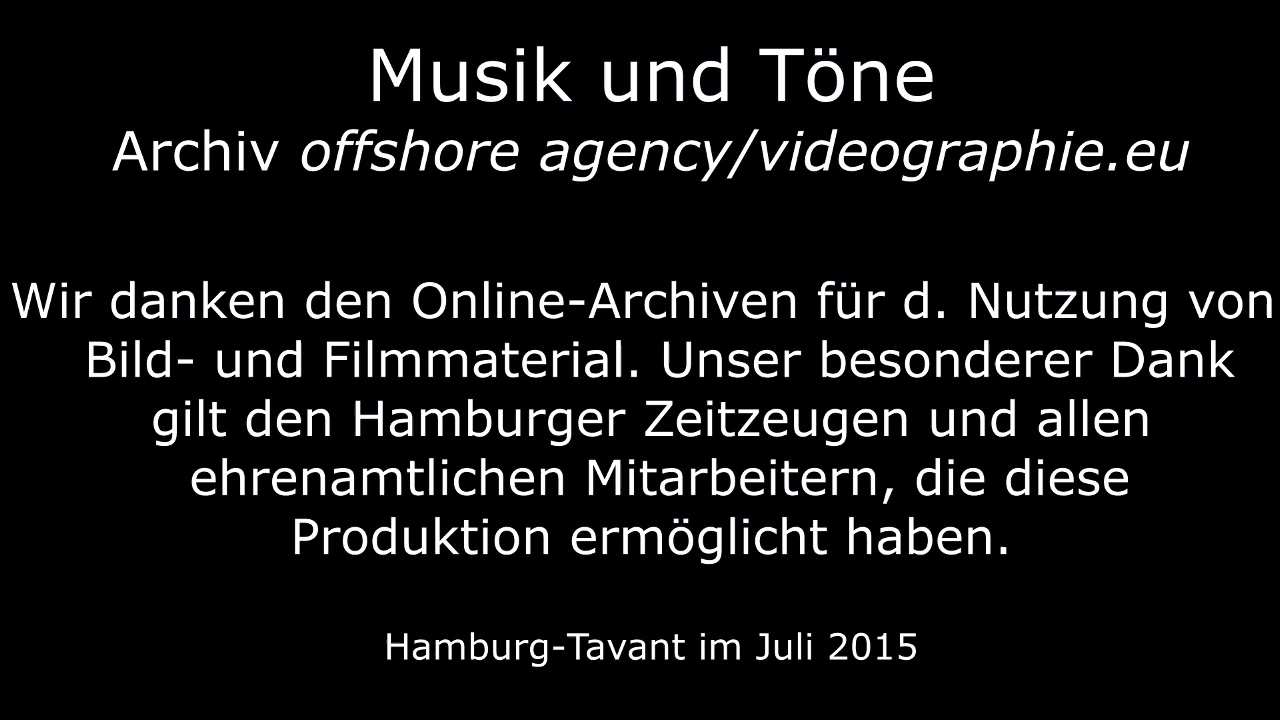 Musik und Töne
Archiv offshore agency/videographie.eu
Wir danken den Online-Archiven für d. Nutzung von
Bild- und Filmmaterial. Unser besonderer Dank
gilt den Hamburger Zeitzeugen und allen
ehrenamtlichen Mitarbeitern, die diese
Produktion ermöglicht haben.
Hamburg-Tavant im Juli 2015